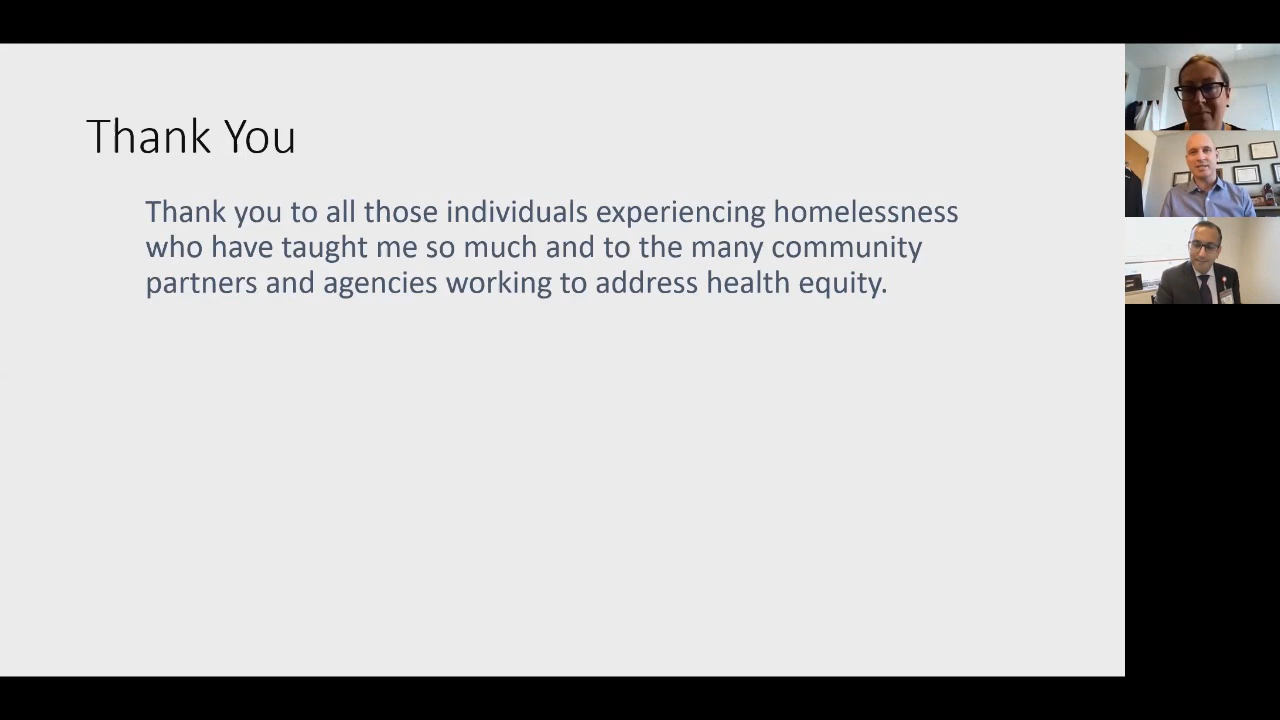 Thank You
Thank you to all those individuals experiencing homelessness
who have taught me so much and to the many community
partners and agencies working to address health equity.